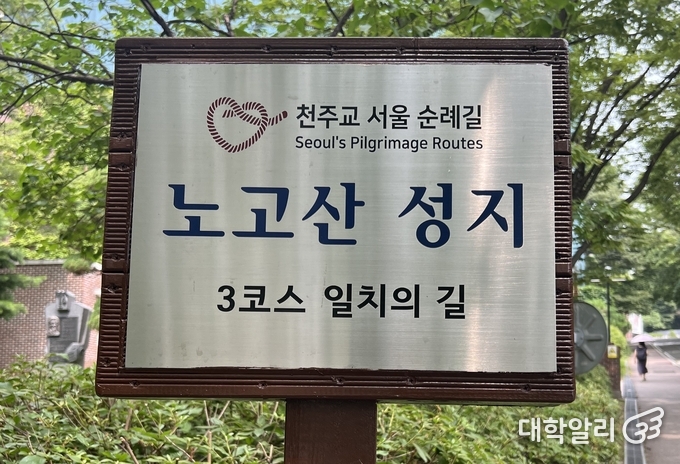 천주교 서울 순례길
Seoul's Pilgrimage Routes
노고산 성지
3코스 일치의 길
대학알리